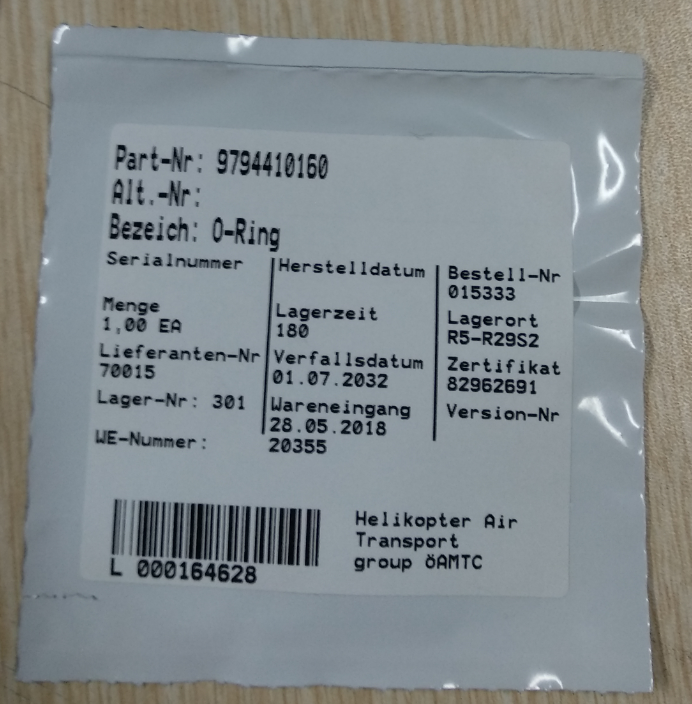 Part-Nr: 9794410160
Alt.-Nr:
Bezeich: O-Ring
Serialnummer
Menge
1,00 EA
Lieferanten-Nr
70015
Lager-Nr: 301
WE-Nummer:
Herstelldatum
Lagerzeit
180
Verfallsdatum
01.07.2032
Wareneingang
28.05.2018
20355
Bestell-Nr
015333
Lagerort
R5-R29S2
Zertifikat
82962691
Version-Nr
L 000164628
Helikopter Air
Transport
group öAMTC